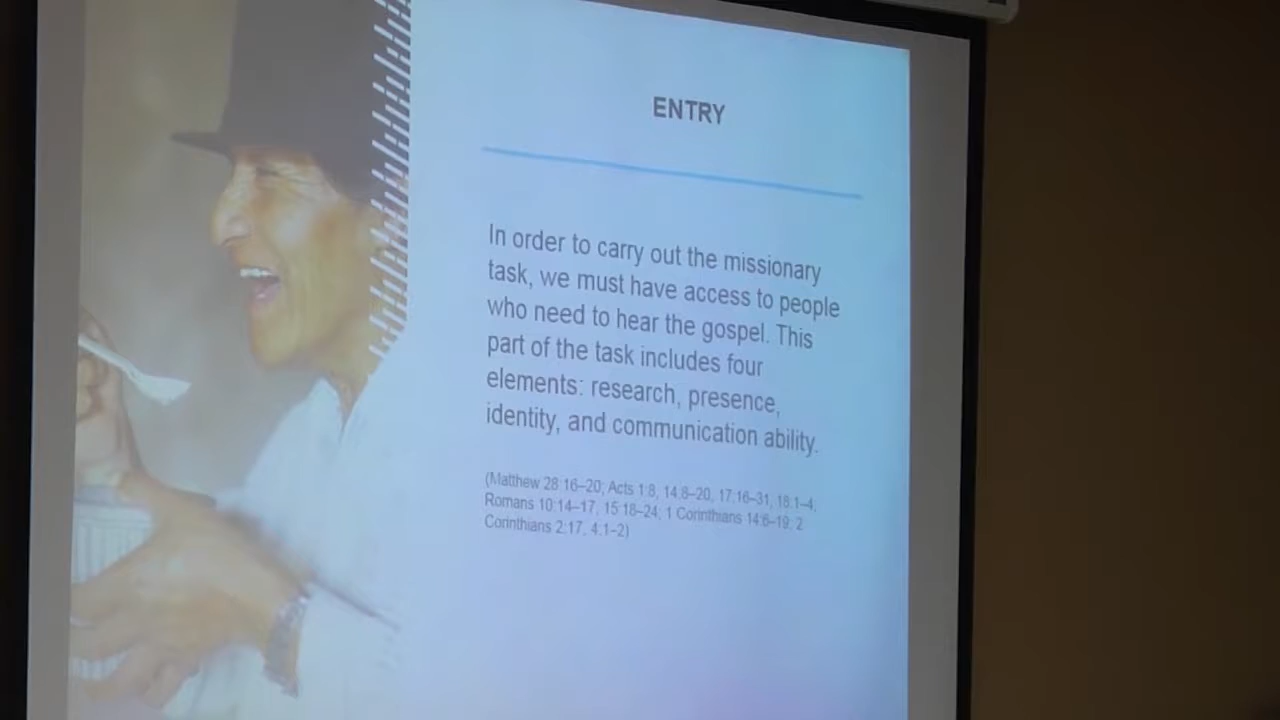 ENTRY
In order to carry out the missionary
task, we must have access to people
who need to hear the gospel. This
part of the task includes four
elements: research, presence,
identity, and communication ability.
(Matthew 28:16–20; Acts 1:8, 14:8–20, 17:16–31, 18:1–4;
Romans 10:14–17, 15:18–24; 1 Corinthians 14:6–19; 2
Corinthians 2:17, 4:1–2)